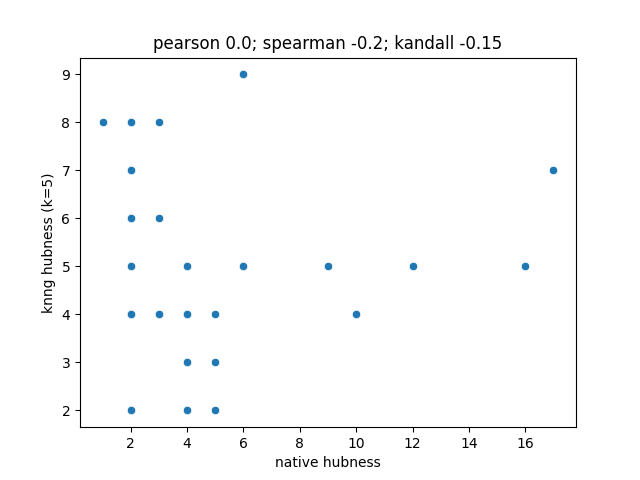 pearson 0.0; spearman -0.2; kandall -0.15
9
8
7
6
5
4
3
2
knng hubness (k=5)
2 4 6 8 10 12 14 16
native hubness